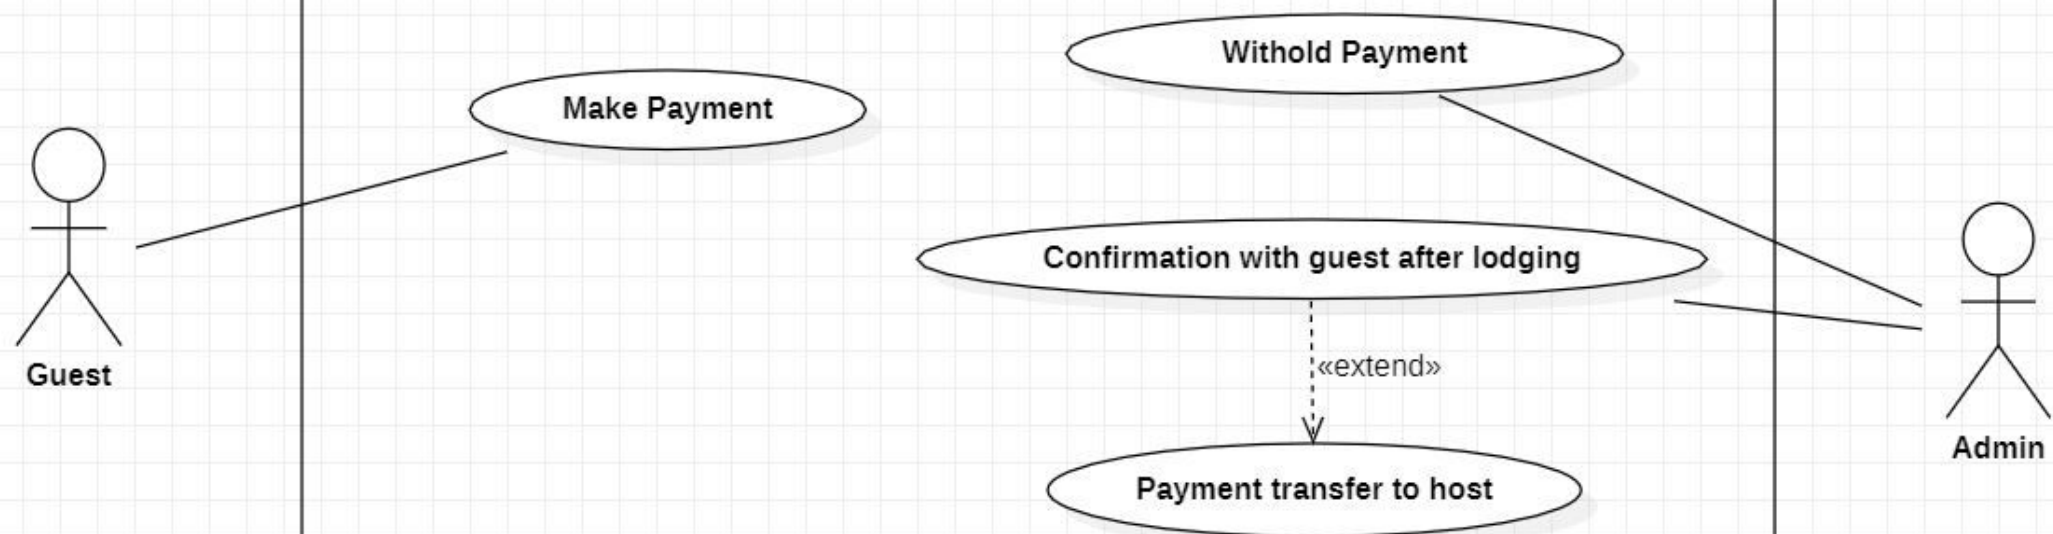 Withold Payment
Make Payment
Confirmation with guest after lodging
«extend»
Guest
Admin
Payment transfer to host